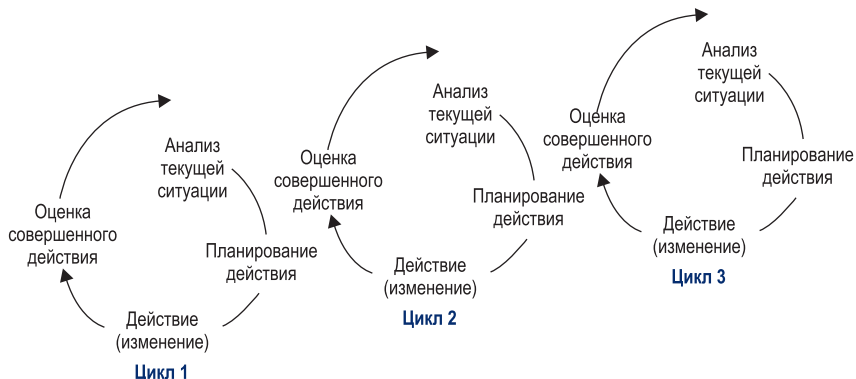 Анализ
текущей
ситуации
Планирование
действия
Действие
(изменение)
Оценка
совершенного
действия
Цикл 1
Анализ
текущей
ситуации
Планирование
действия
Действие
(изменение)
Оценка
совершенного
действия
Цикл 2
Анализ
текущей
ситуации
Планирование
действия
Действие
(изменение)
Оценка
совершенного
действия
Цикл 3